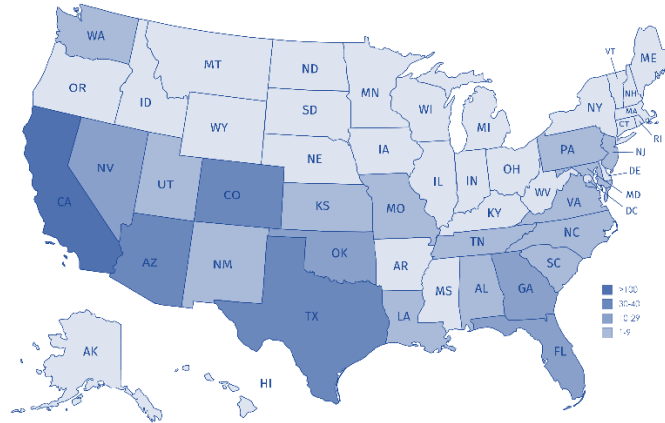 WA
MT
ND
MN
VT
ME
OR
ID
SD
WI
NH
NY
MA
CT
RI
WY
MI
IA
NE
PA
NJ
NV
UT
CO
IL
IN
OH
DE
MD
DC
CA
KS
MO
WV
VA
KY
AZ
NM
OK
AR
TN
NC
SC
MS
AL
GA
TX
LA
FL
AK
HI
>100
30-40
10-29
1-9